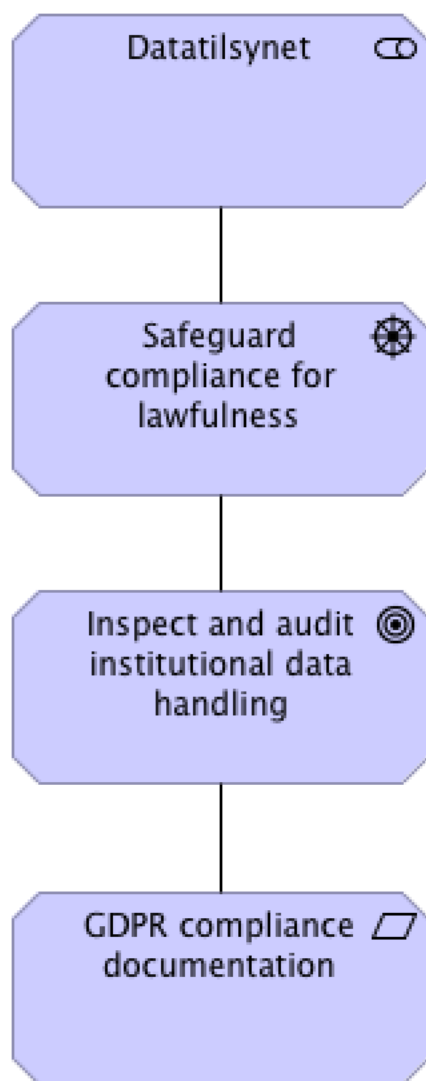 Datatilsynet
Safeguard
compliance for
lawfulness
Inspect and audit
institutional data
handling
GDPR compliance
documentation